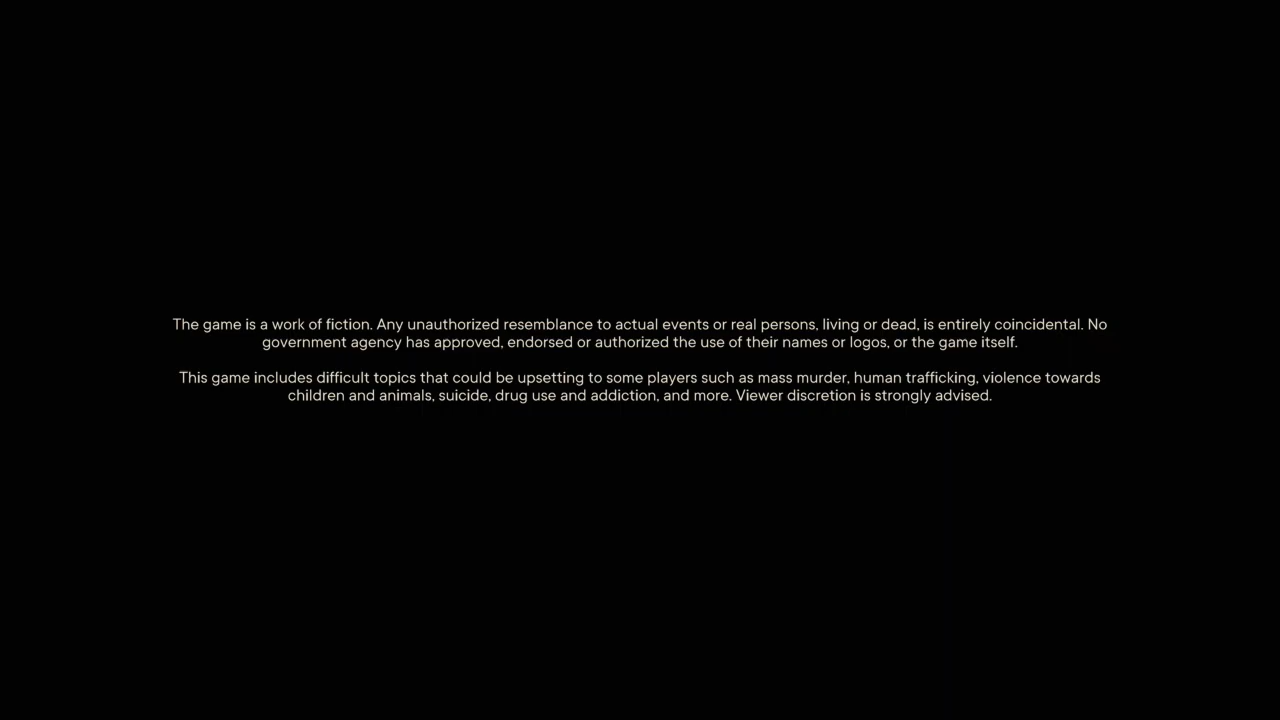 The game is a work of fiction. Any unauthorized resemblance to actual events or real persons, living or dead, is entirely coincidental. No
government agency has approved, endorsed or authorized the use of their names or logos, or the game itself.
This game includes difficult topics that could be upsetting to some players such as mass murder, human trafficking, violence towards
children and animals, suicide, drug use and addiction, and more. Viewer discretion is strongly advised.